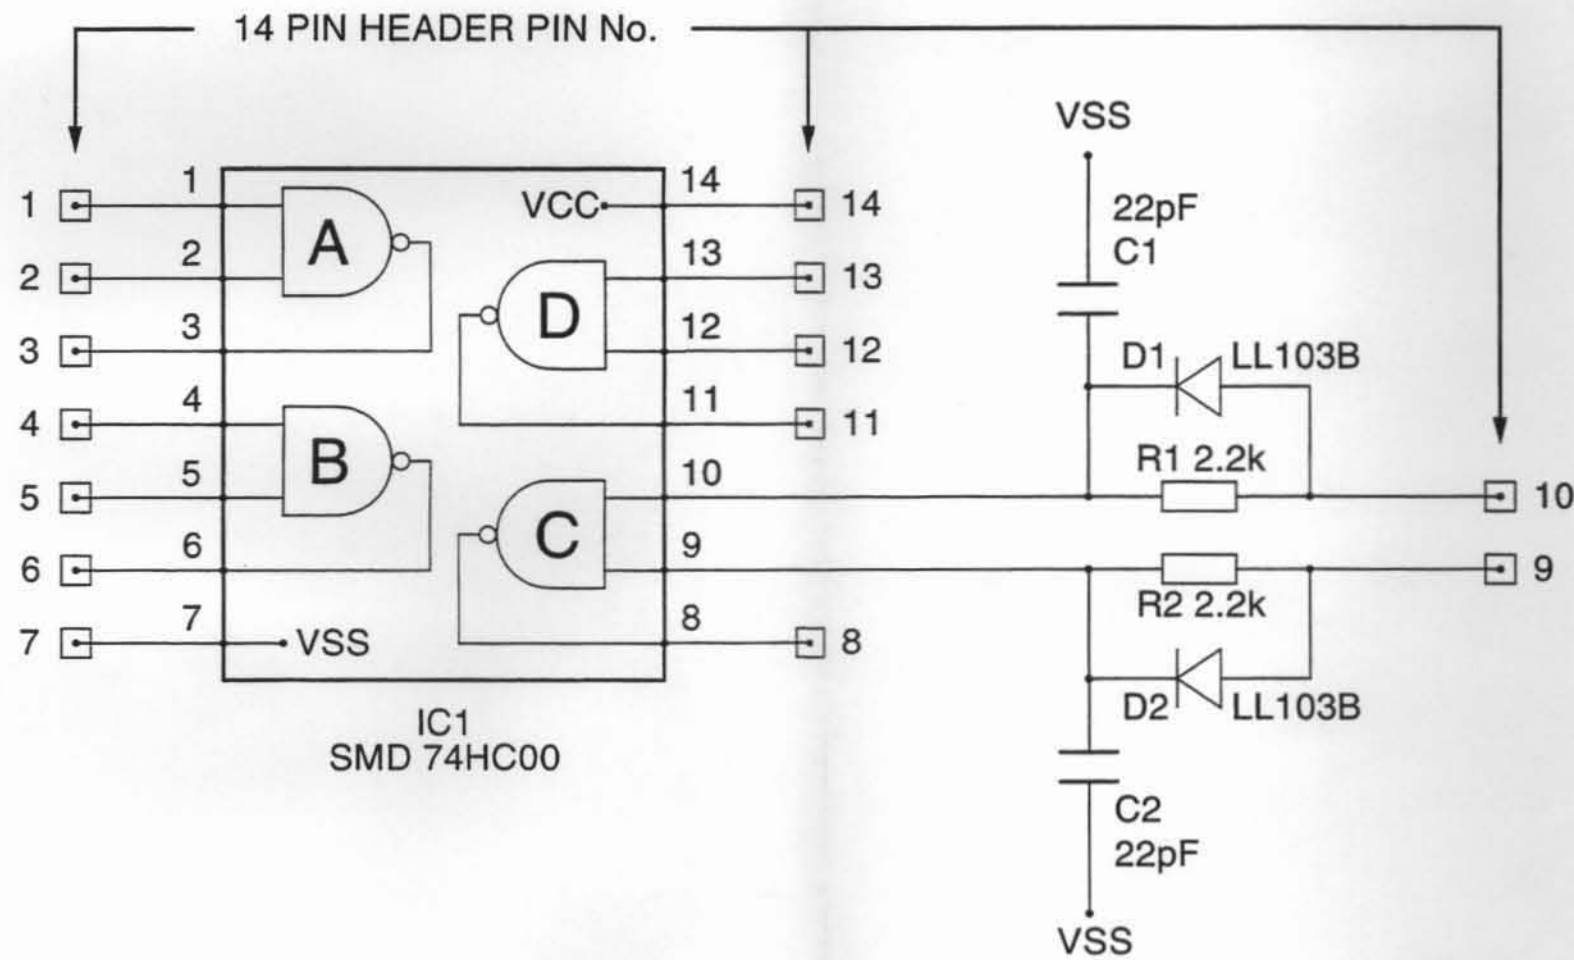 14 PIN HEADER PIN No.
VSS
22pF
C1
1 1 A VCC 14 14
2 2 13 13
3 3 D 12 12
D1 LL103B
4 4 11 11
R1 2.2k
5 5 B 10 10
6 6 C 9 9
R2 2.2k
7 7 VSS 8 8
D2 LL103B
IC1
SMD 74HC00
C2
22pF
VSS